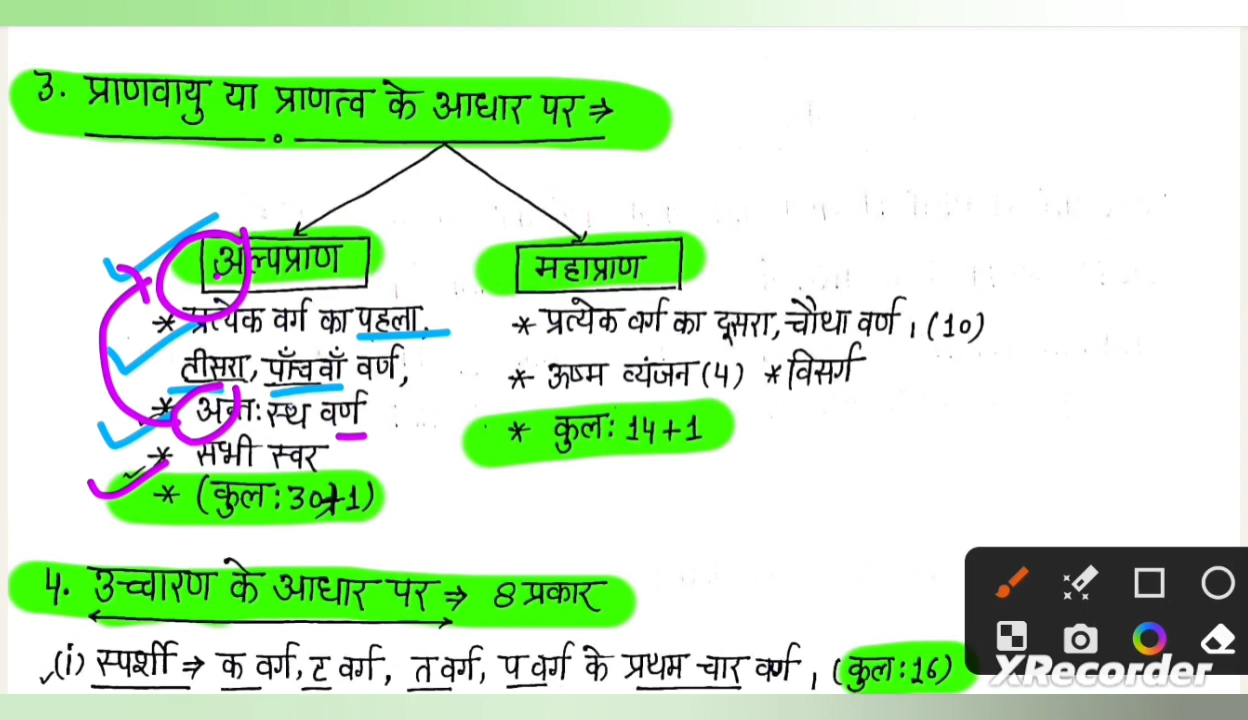 3. प्राणवायु या प्राणत्व के आधार पर ⇒
अल्पप्राण
* प्रत्येक वर्ग का पहला,
तीसरा, पाँचवाँ वर्ण,
* अन्तःस्थ वर्ण
* सभी स्वर
* (कुल: 30+1)
महाप्राण
* प्रत्येक वर्ग का दूसरा, चौथा वर्ण, (10)
* ऊष्म व्यंजन (4) * विसर्ग
* कुल: 14+1
4. उच्चारण के आधार पर ⇒ 8 प्रकार
(i) स्पर्शी ⇒ क वर्ग, ट वर्ग, त वर्ग, प वर्ग के प्रथम चार वर्ण, (कुल: 16)
XRecorder